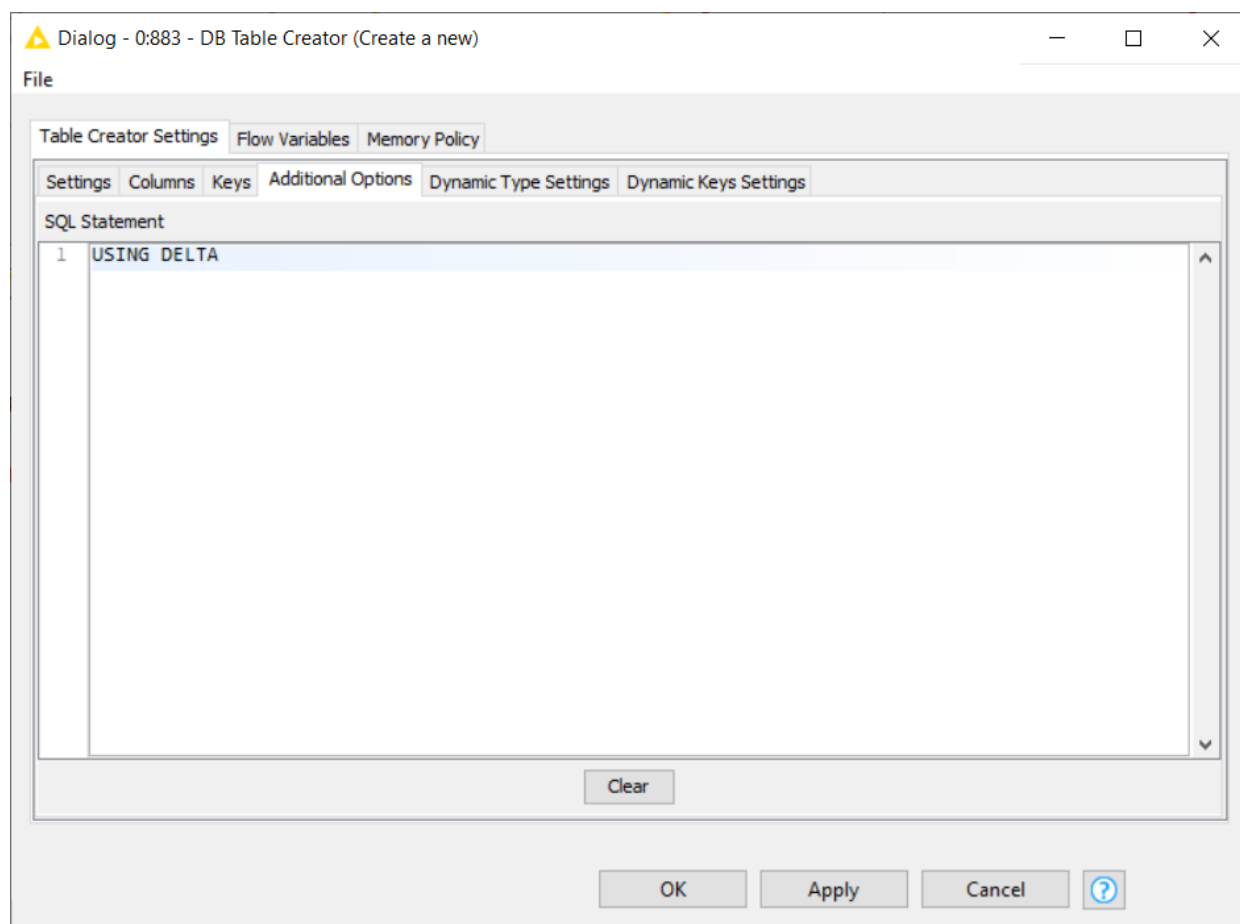 Dialog - 0:883 - DB Table Creator (Create a new)
File
Table Creator Settings Flow Variables Memory Policy
Settings Columns Keys Additional Options Dynamic Type Settings Dynamic Keys Settings
SQL Statement
1 USING DELTA
Clear
OK Apply Cancel ?